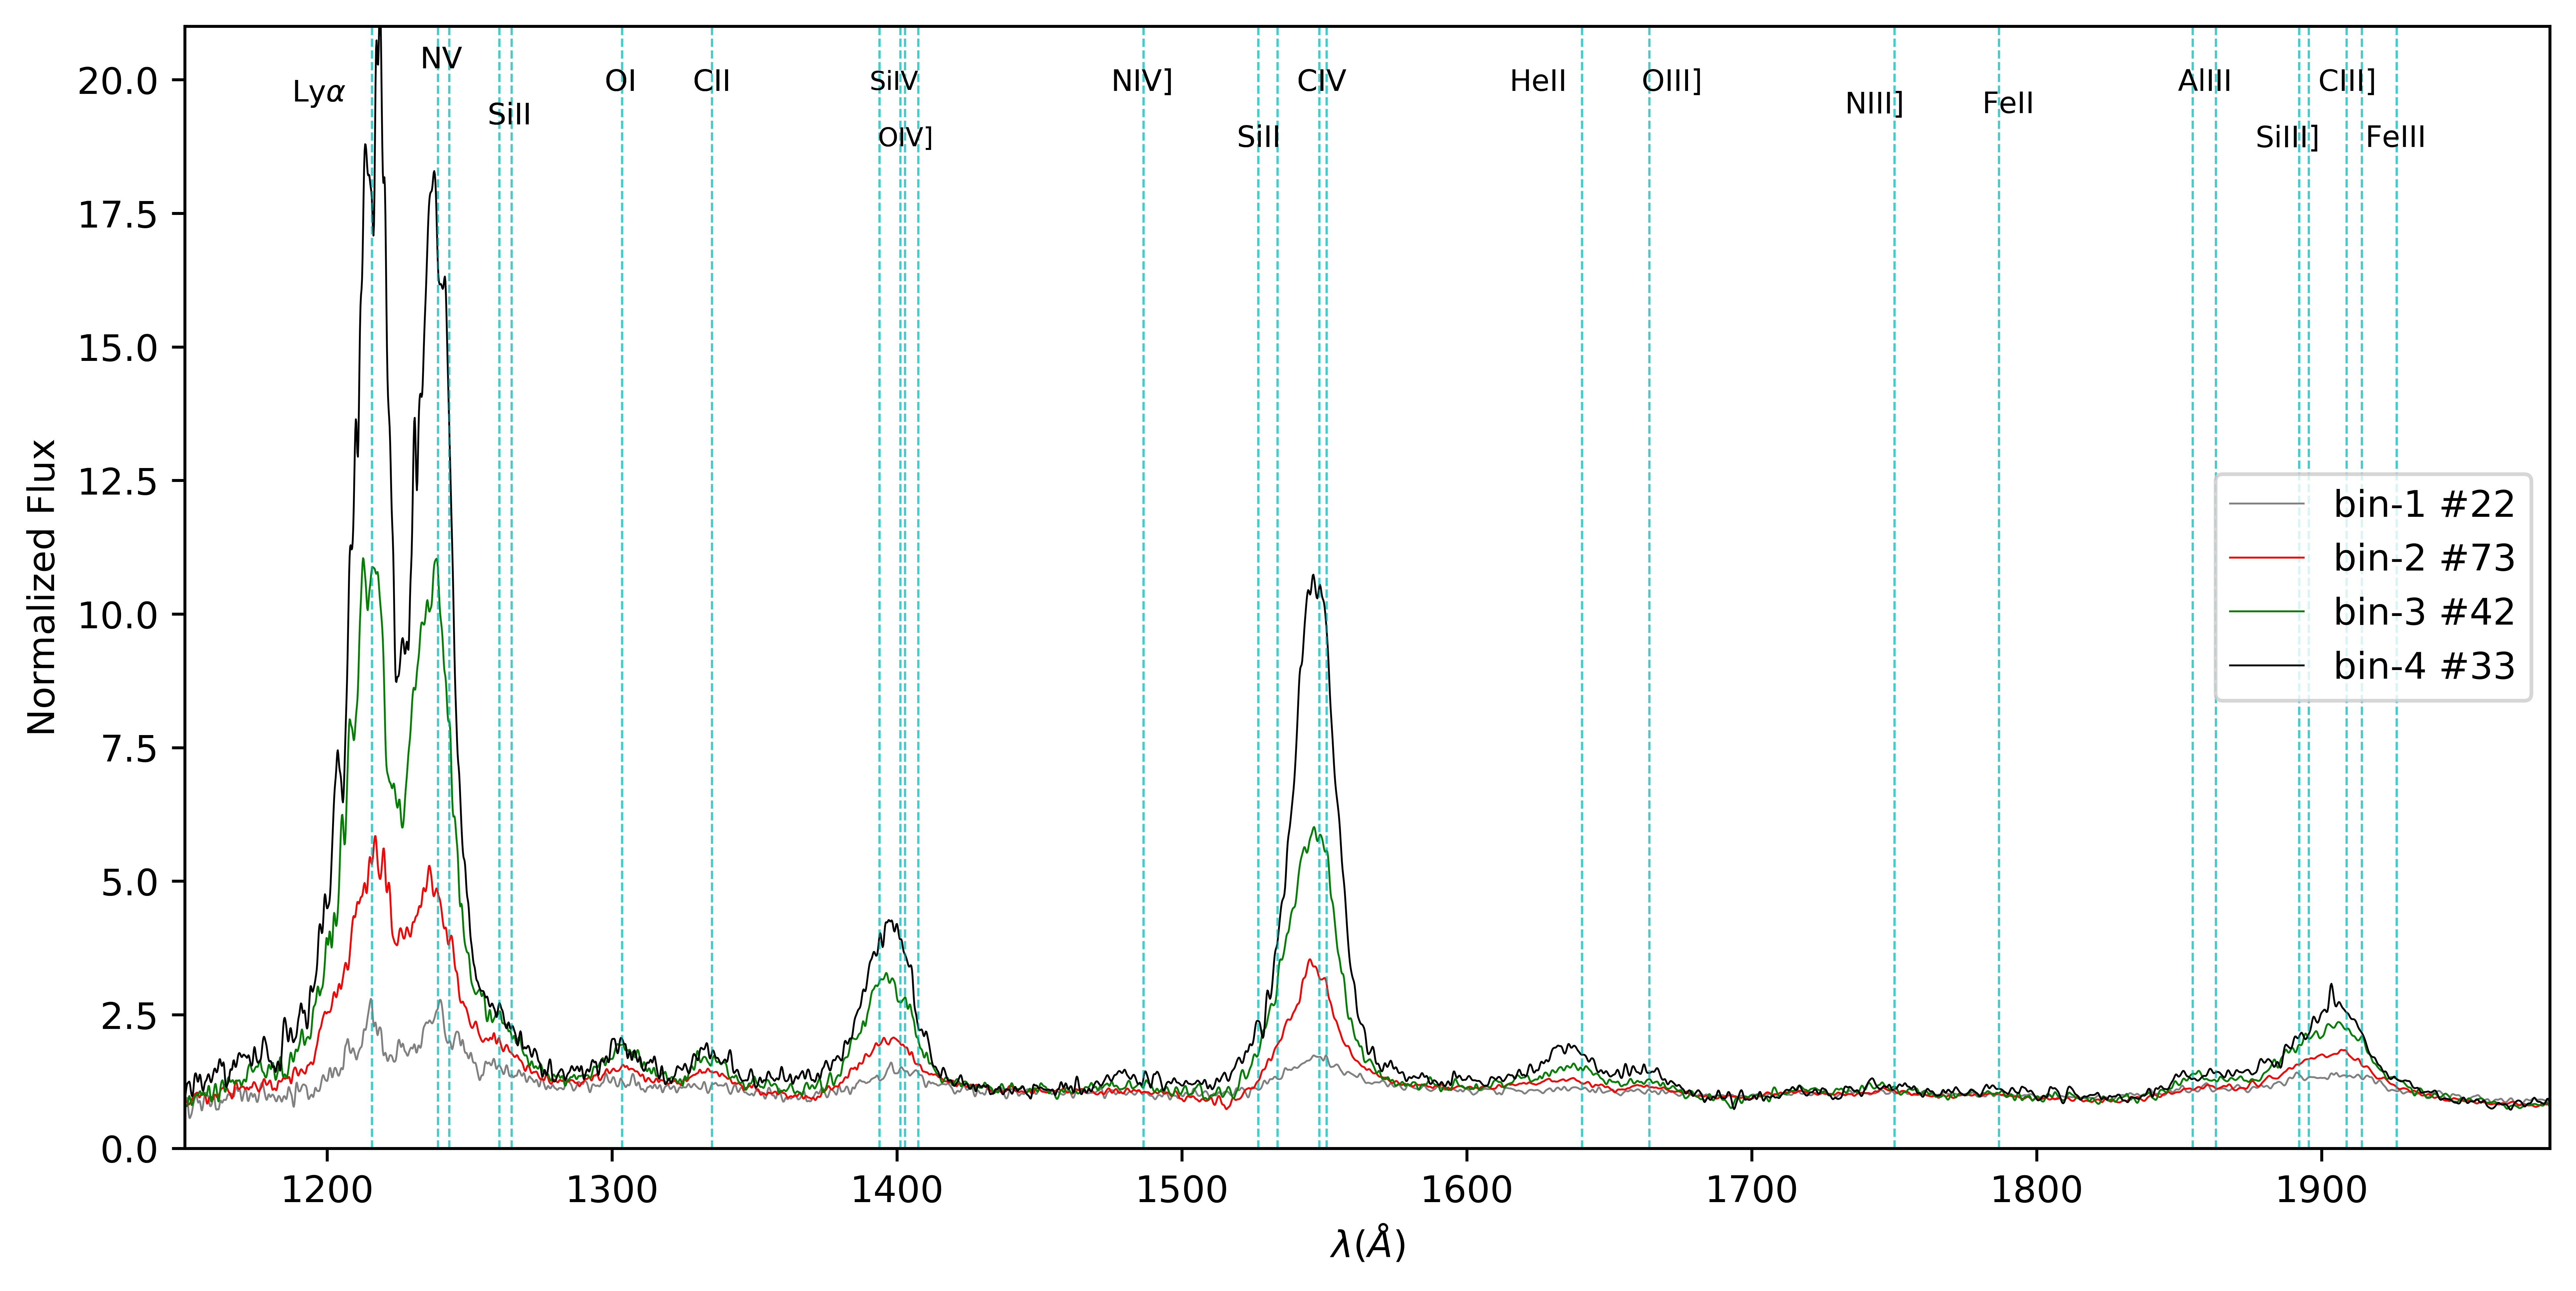 NV
Lyα
SiII
OI
CII
SiIV
OIV]
NIV]
SiII
CIV
HeII
OIII]
NIII]
FeII
AlIII
SiIII]
CIII]
FeIII
20.0
17.5
15.0
12.5
10.0
7.5
5.0
2.5
0.0
Normalized Flux
bin-1 #22
bin-2 #73
bin-3 #42
bin-4 #33
1200 1300 1400 1500 1600 1700 1800 1900
λ(Å)